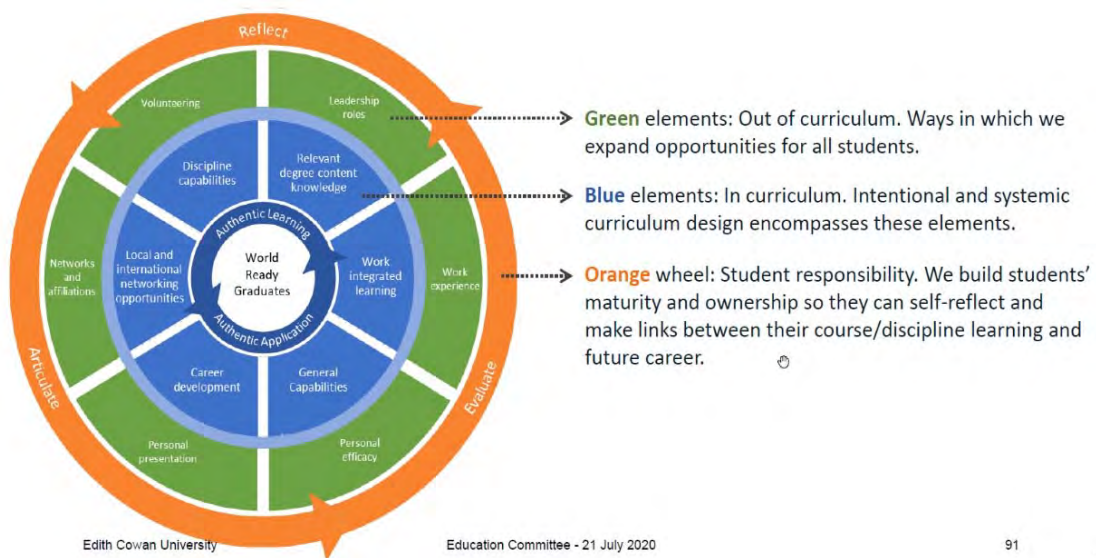 Reflect
Volunteering
Leadership
roles
Discipline
capabilities
Relevant
degree content
knowledge
Authentic Learning
Networks
and
affiliations
Local and
international
networking
opportunities
World
Ready
Graduates
Work
integrated
learning
Work
experience
Authentic Application
Career
development
General
Capabilities
Articulate
Evaluate
Personal
presentation
Personal
efficacy
Green elements: Out of curriculum. Ways in which we
expand opportunities for all students.
Blue elements: In curriculum. Intentional and systemic
curriculum design encompasses these elements.
Orange wheel: Student responsibility. We build students’
maturity and ownership so they can self-reflect and
make links between their course/discipline learning and
future career.
Edith Cowan University
Education Committee - 21 July 2020
91